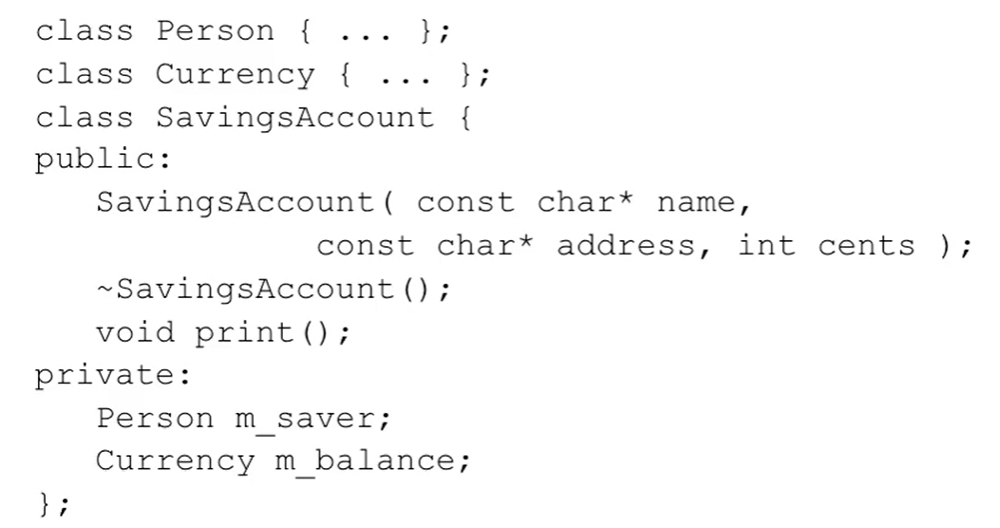 class Person { ... };
class Currency { ... };
class SavingsAccount {
public:
   SavingsAccount( const char* name,
              const char* address, int cents );
   ~SavingsAccount();
   void print();
private:
   Person m_saver;
   Currency m_balance;
};